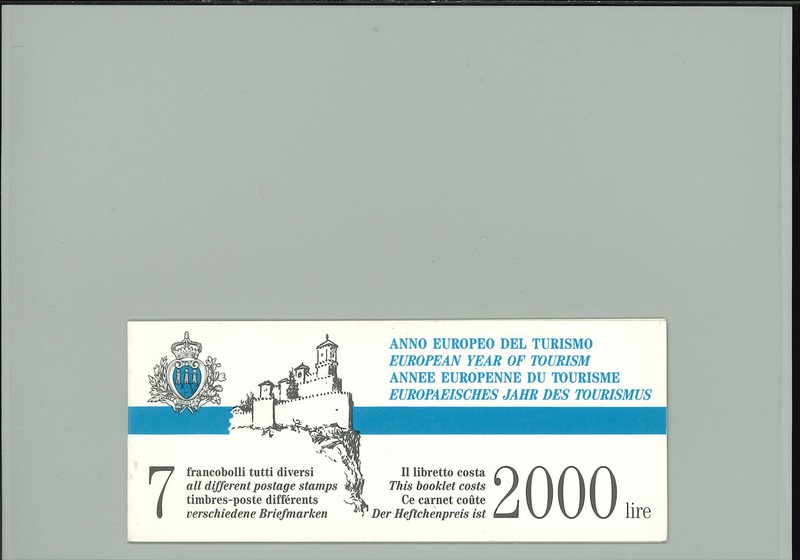 ANNO EUROPEO DEL TURISMO
EUROPEAN YEAR OF TOURISM
ANNEE EUROPENNE DU TOURISME
EUROPAEISCHES JAHR DES TOURISMUS
7
francobolli tutti diversi
all different postage stamps
timbres-poste différents
verschiedene Briefmarken
Il libretto costa
This booklet costs
Ce carnet coûte
Der Heftchenpreis ist
2000 lire